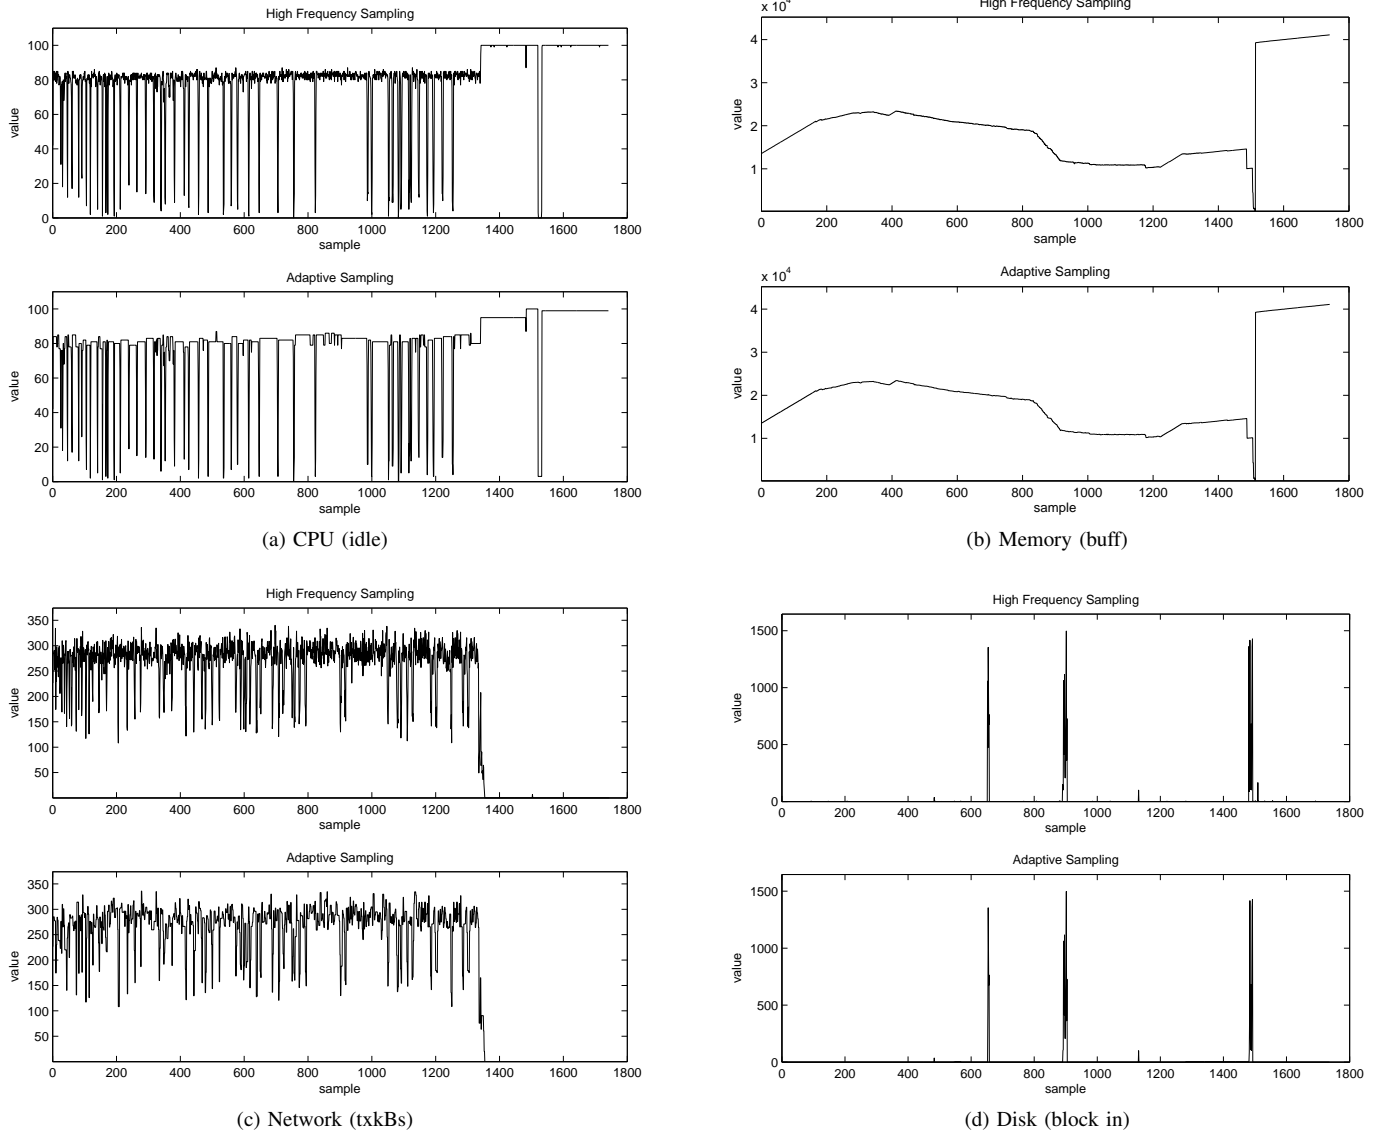 High Frequency Sampling
100
80
60
40
20
0
value
0 200 400 600 800 1000 1200 1400 1600 1800
sample
Adaptive Sampling
100
80
60
40
20
0
value
0 200 400 600 800 1000 1200 1400 1600 1800
sample
(a) CPU (idle)
High Frequency Sampling
x 10^4
4
3
2
1
value
0 200 400 600 800 1000 1200 1400 1600 1800
sample
Adaptive Sampling
x 10^4
4
3
2
1
value
0 200 400 600 800 1000 1200 1400 1600 1800
sample
(b) Memory (buff)
High Frequency Sampling
350
300
250
200
150
100
50
value
0 200 400 600 800 1000 1200 1400 1600 1800
sample
Adaptive Sampling
350
300
250
200
150
100
50
value
0 200 400 600 800 1000 1200 1400 1600 1800
sample
(c) Network (txkBs)
High Frequency Sampling
1500
1000
500
0
value
0 200 400 600 800 1000 1200 1400 1600 1800
sample
Adaptive Sampling
1500
1000
500
0
value
0 200 400 600 800 1000 1200 1400 1600 1800
sample
(d) Disk (block in)